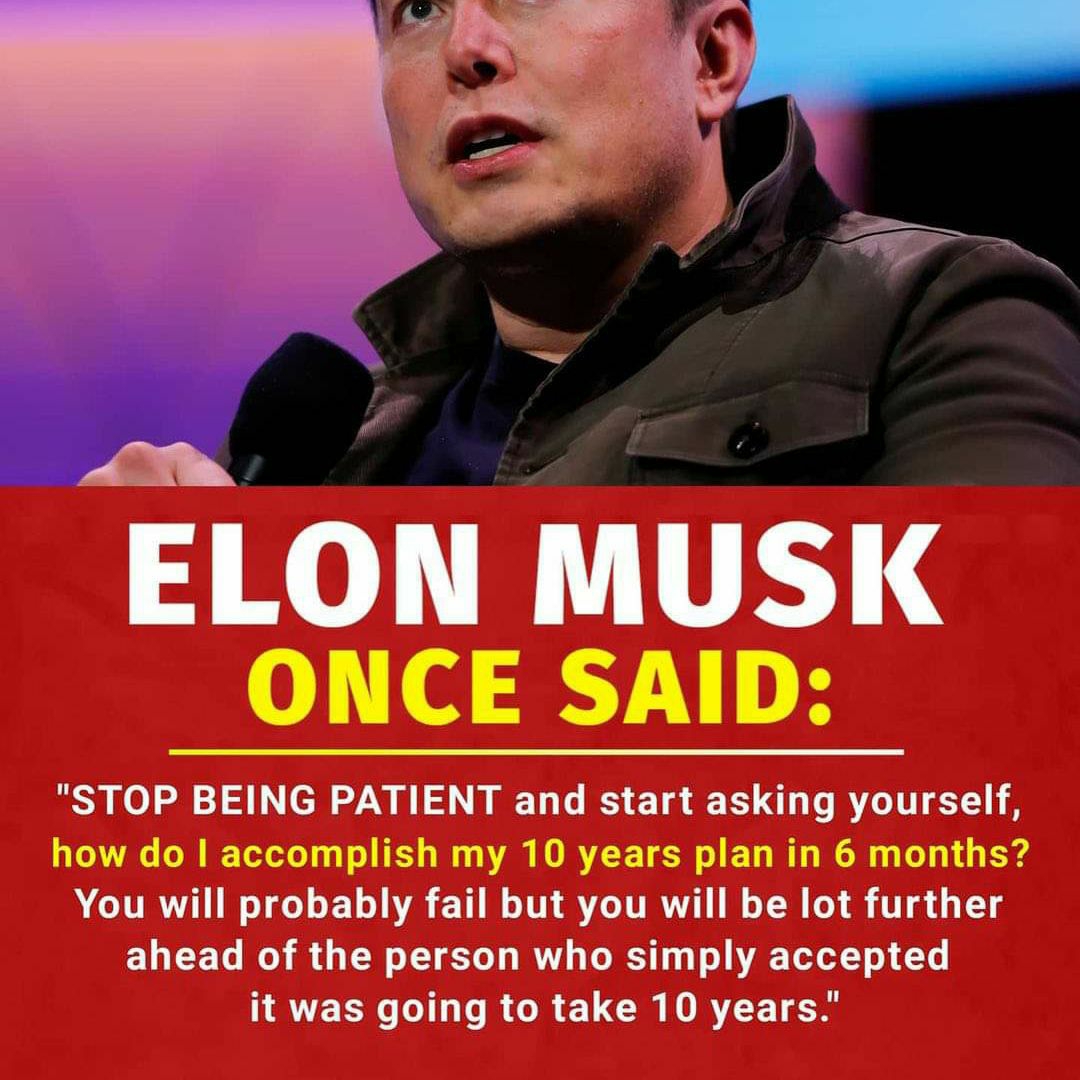 ELON MUSK
ONCE SAID:
"STOP BEING PATIENT and start asking yourself,
how do I accomplish my 10 years plan in 6 months?
You will probably fail but you will be lot further
ahead of the person who simply accepted
it was going to take 10 years."